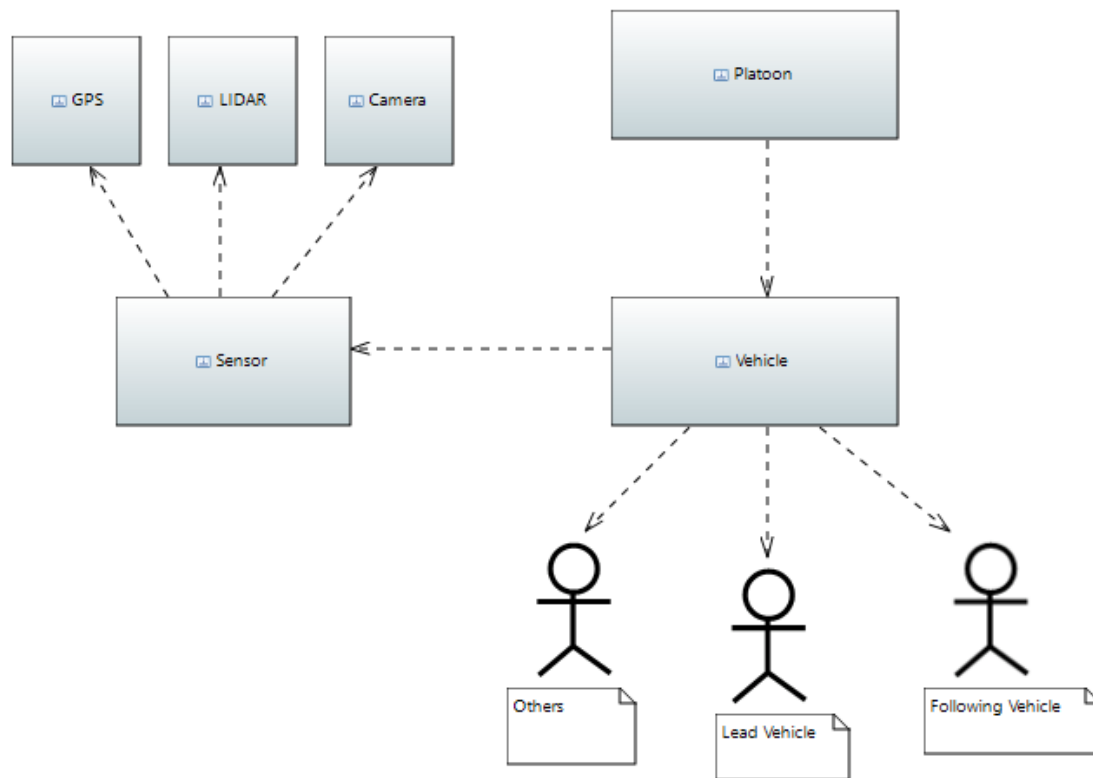 Platoon
GPS
LIDAR
Camera
Sensor
Vehicle
Others
Lead Vehicle
Following Vehicle